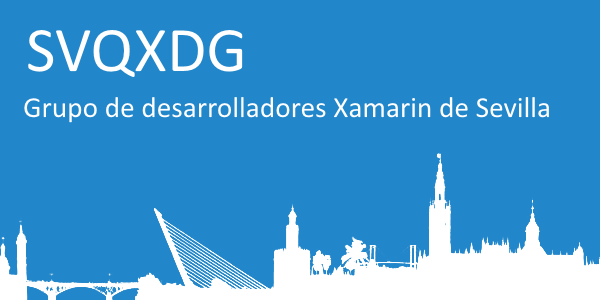 SVQXDG
Grupo de desarrolladores Xamarin de Sevilla